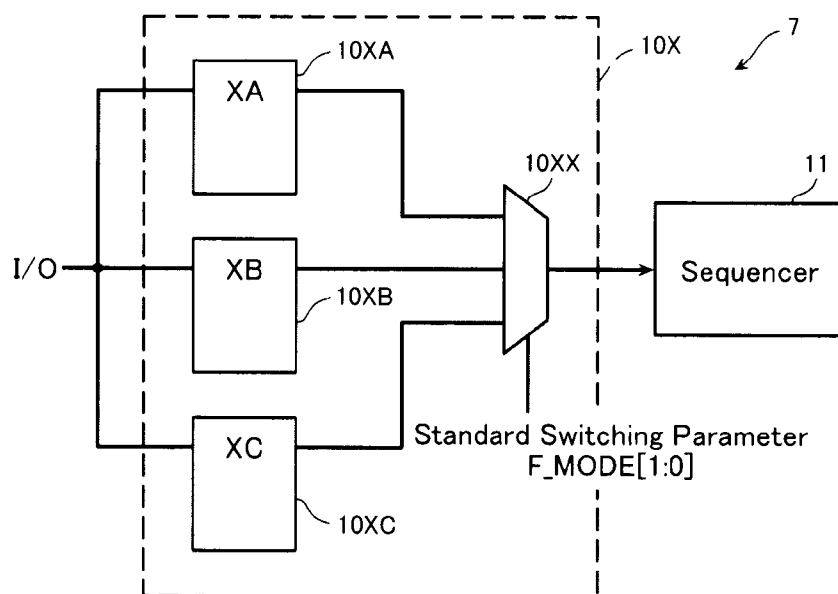 7
10XA
10X
XA
10XX
11
I/O
XB
Sequencer
10XB
Standard Switching Parameter
F_MODE[1:0]
XC
10XC